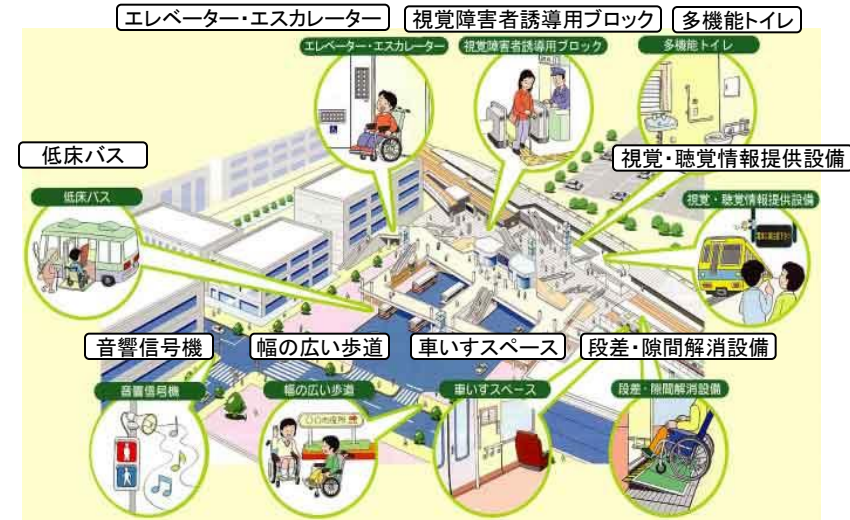 エレベーター・エスカレーター
視覚障害者誘導用ブロック
多機能トイレ
エレベーター・エスカレーター
視覚障害者誘導用ブロック
多機能トイレ
低床バス
視覚・聴覚情報提供設備
低床バス
視覚・聴覚情報提供設備
音響信号機
幅の広い歩道
車いすスペース
段差・隙間解消設備
音響信号機
幅の広い歩道
車いすスペース
段差・隙間解消設備
〇〇市役所